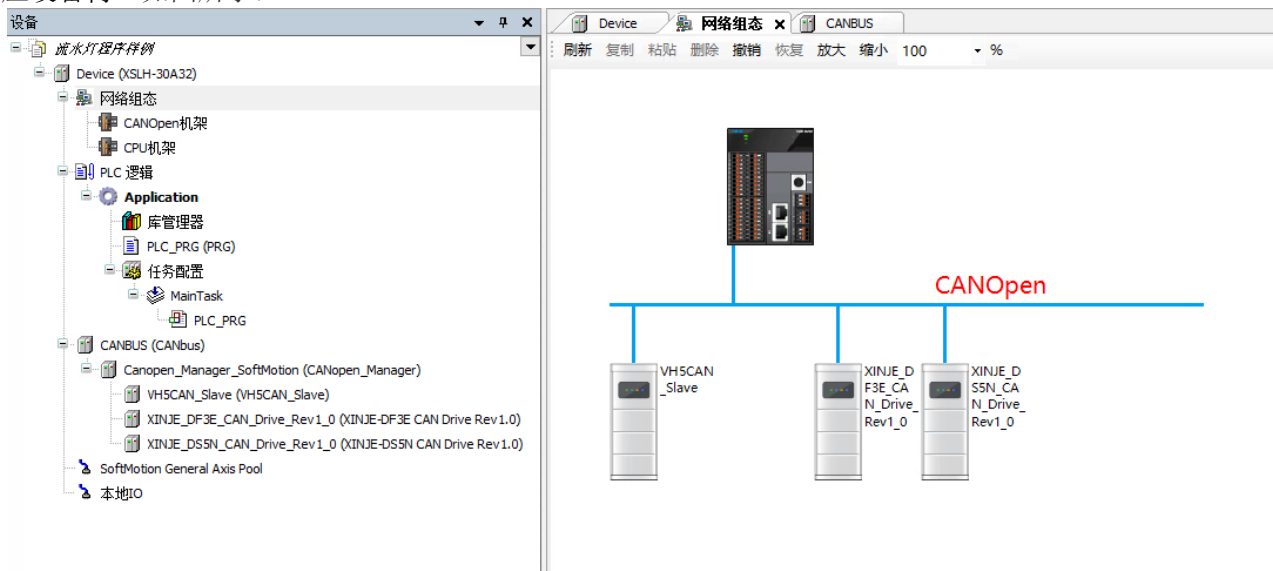 设备
流水灯程序样例
Device (XSLH-30A32)
网络组态
CANOpen机架
CPU机架
PLC 逻辑
Application
库管理器
PLC_PRG (PRG)
任务配置
MainTask
PLC_PRG
CANBUS (CANbus)
Canopen_Manager_SoftMotion (CANopen_Manager)
VH5CAN_Slave (VH5CAN_Slave)
XINJE_DF3E_CAN_Drive_Rev1_0 (XINJE-DF3E CAN Drive Rev1.0)
XINJE_DS5N_CAN_Drive_Rev1_0 (XINJE-DS5N CAN Drive Rev1.0)
SoftMotion General Axis Pool
本地IO
Device 网络组态 CANBUS
刷新 复制 粘贴 删除 撤销 恢复 放大 缩小 100 %
CANOpen
VH5CAN
_Slave
XINJE_D
F3E_CA
N_Drive_
Rev1_0
XINJE_D
S5N_CA
N_Drive_
Rev1_0